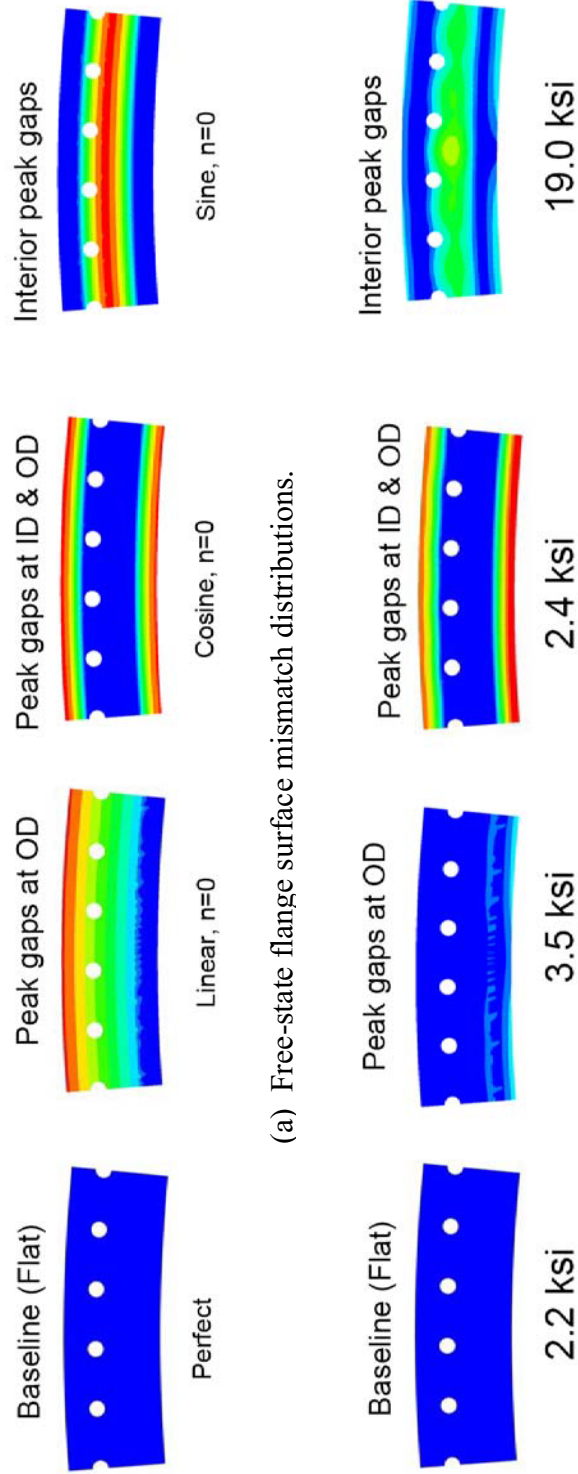 Baseline (Flat)
Peak gaps at OD
Peak gaps at ID & OD
Interior peak gaps
Perfect
Linear, n=0
Cosine, n=0
Sine, n=0
(a) Free-state flange surface mismatch distributions.
Baseline (Flat)
Peak gaps at OD
Peak gaps at ID & OD
Interior peak gaps
2.2 ksi
3.5 ksi
2.4 ksi
19.0 ksi